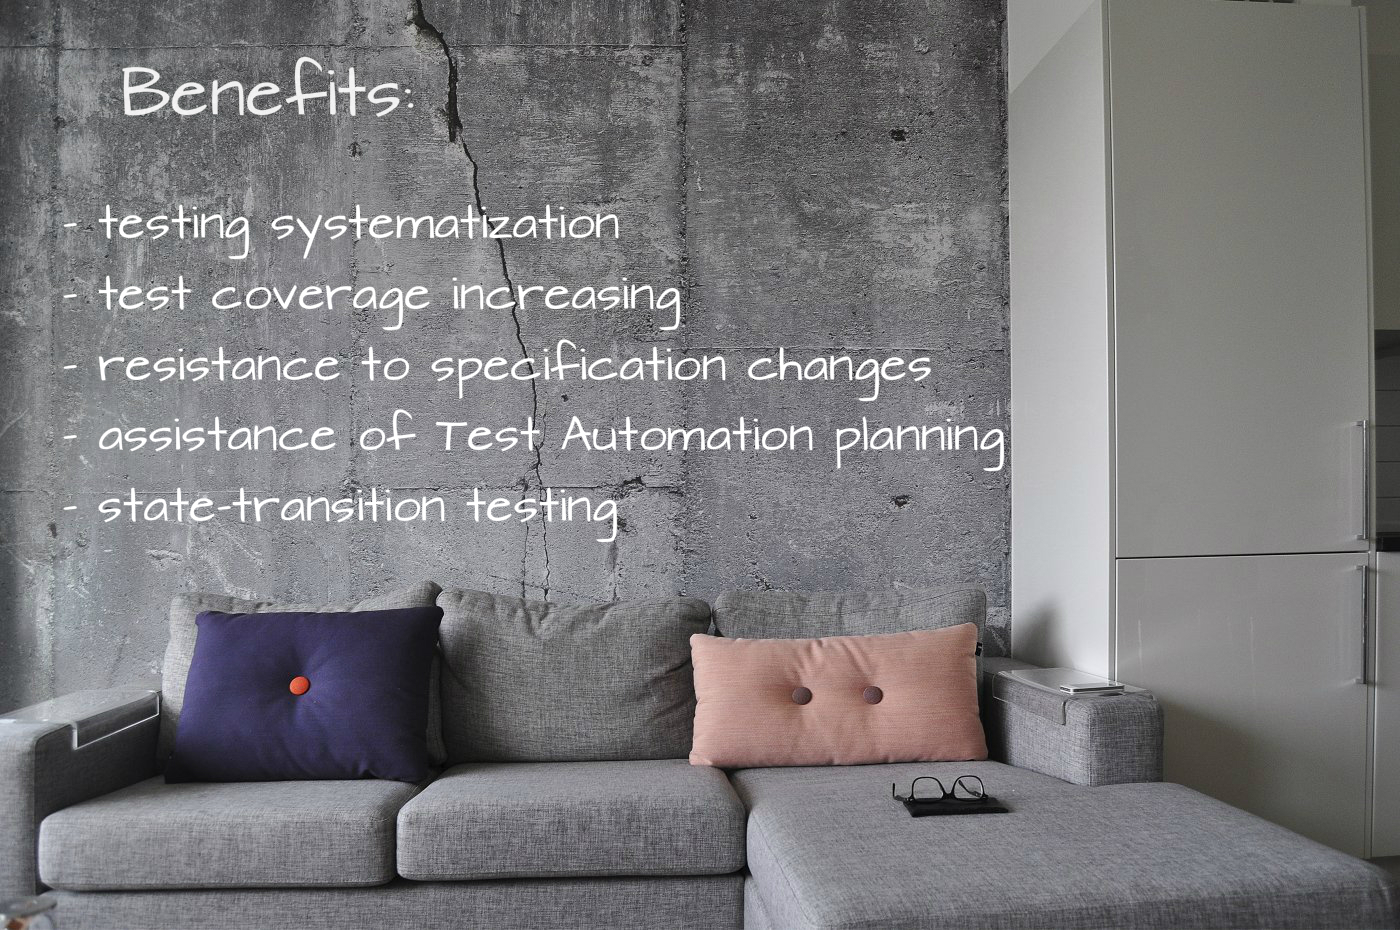 Benefits:
- testing systematization
- test coverage increasing
- resistance to specification changes
- assistance of Test Automation planning
- state-transition testing